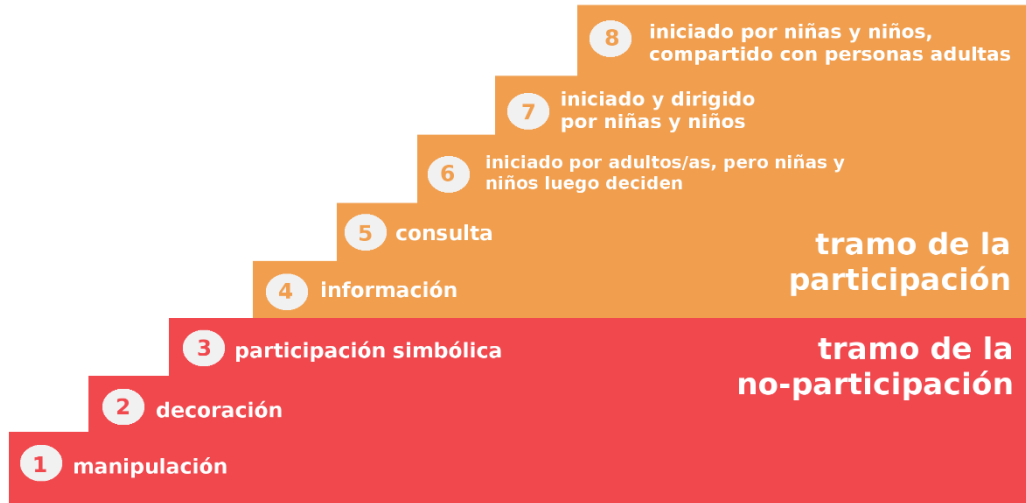 8 iniciado por niñas y niños,
compartido con personas adultas
7 iniciado y dirigido
por niñas y niños
6 iniciado por adultos/as, pero niñas y
niños luego deciden
5 consulta
tramo de la
participación
4 información
3 participación simbólica
tramo de la
no-participación
2 decoración
1 manipulación